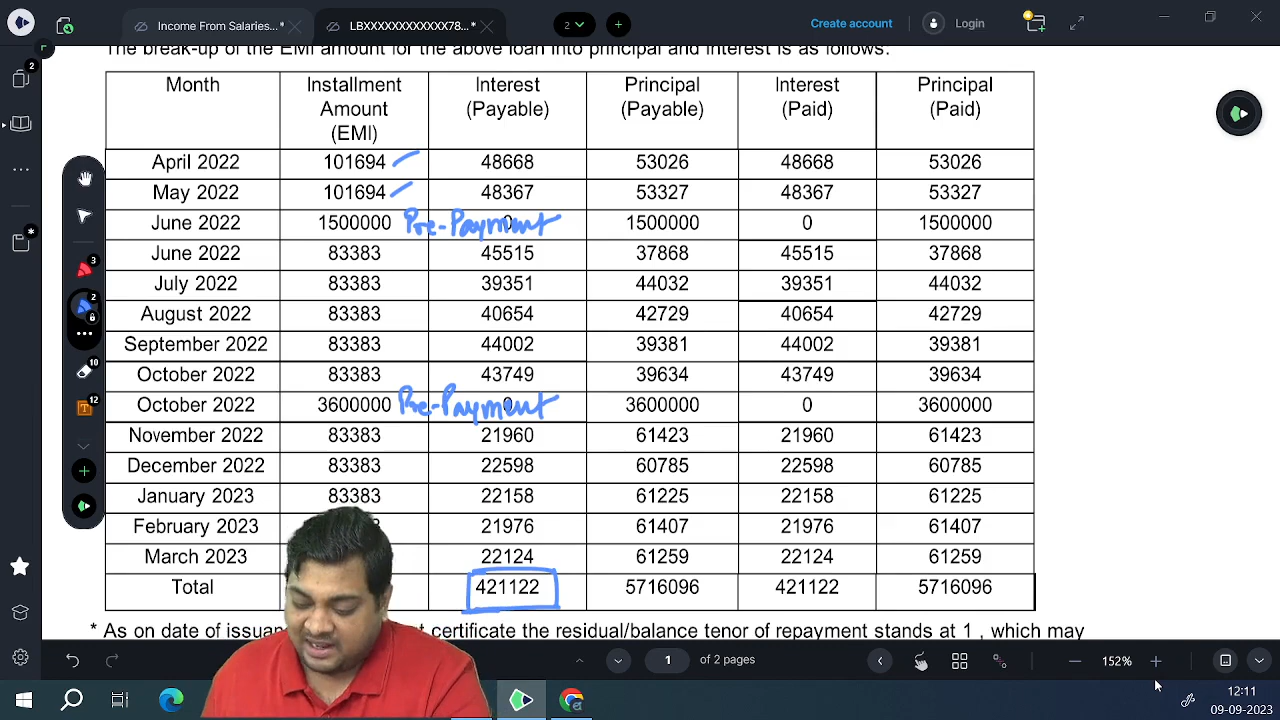 Income From Salaries... *
LBXXXXXXXXXXXX78... *
2
Create account
Login
The break-up of the EMI amount for the above loan into principal and interest is as follows:
Month Installment Amount (EMI) Interest (Payable) Principal (Payable) Interest (Paid) Principal (Paid)
April 2022 101694 48668 53026 48668 53026
May 2022 101694 48367 53327 48367 53327
June 2022 1500000 Pre-Payment 0 1500000 0 1500000
June 2022 83383 45515 37868 45515 37868
July 2022 83383 39351 44032 39351 44032
August 2022 83383 40654 42729 40654 42729
September 2022 83383 44002 39381 44002 39381
October 2022 83383 43749 39634 43749 39634
October 2022 3600000 Pre-Payment 0 3600000 0 3600000
November 2022 83383 21960 61423 21960 61423
December 2022 83383 22598 60785 22598 60785
January 2023 83383 22158 61225 22158 61225
February 2023 21976 61407 21976 61407
March 2023 22124 61259 22124 61259
Total 421122 5716096 421122 5716096
* As on date of certificate the residual/balance tenor of repayment stands at 1 , which may
2
*
3
2
10
12
1 of 2 pages
152%
12:11
09-09-2023